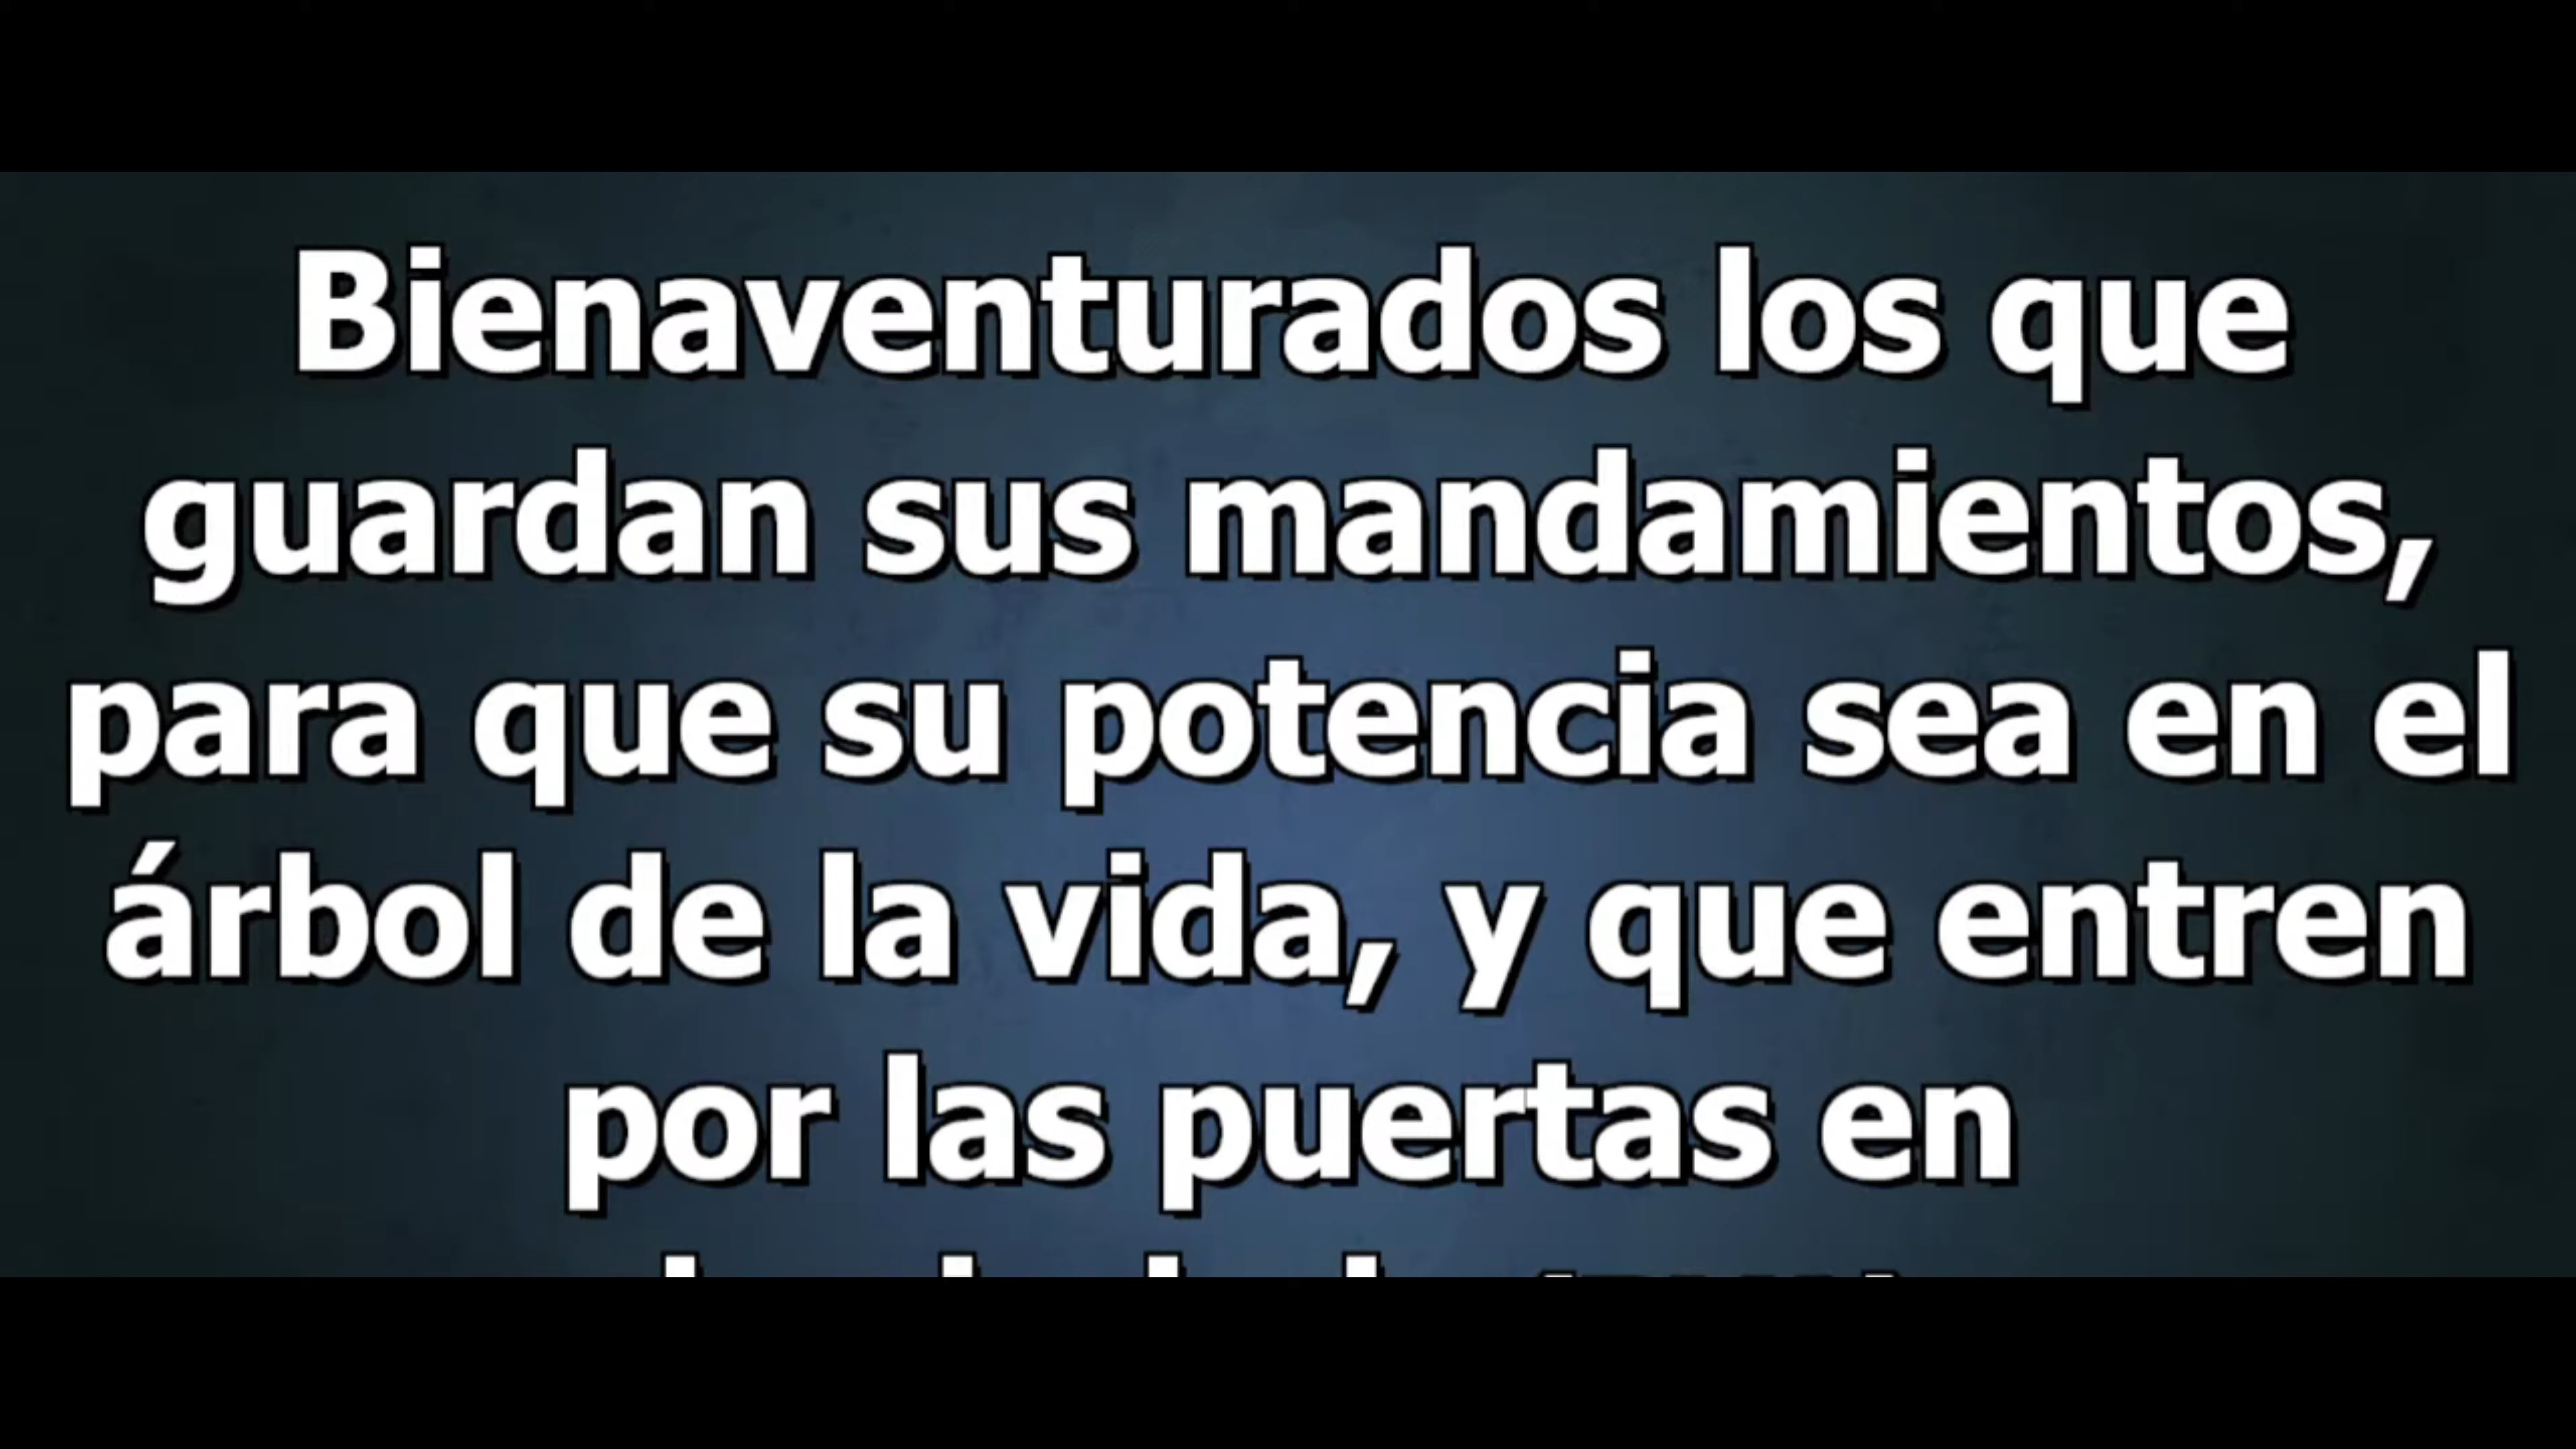 Bienaventurados los que
guardan sus mandamientos,
para que su potencia sea en el
árbol de la vida, y que entren
por las puertas en